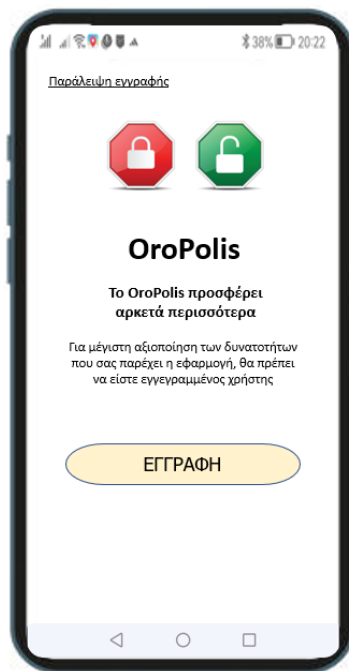 38% 20:22
Παράλειψη εγγραφής
OroPolis
Το OroPolis προσφέρει
αρκετά περισσότερα
Για μέγιστη αξιοποίηση των δυνατοτήτων
που σας παρέχει η εφαρμογή, θα πρέπει
να είστε εγγεγραμμένος χρήστης
ΕΓΓΡΑΦΗ